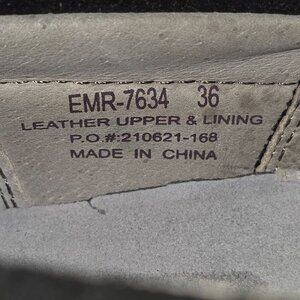 EMR-7634 36
LEATHER UPPER & LINING
P.O #:210621-168
MADE IN CHINA